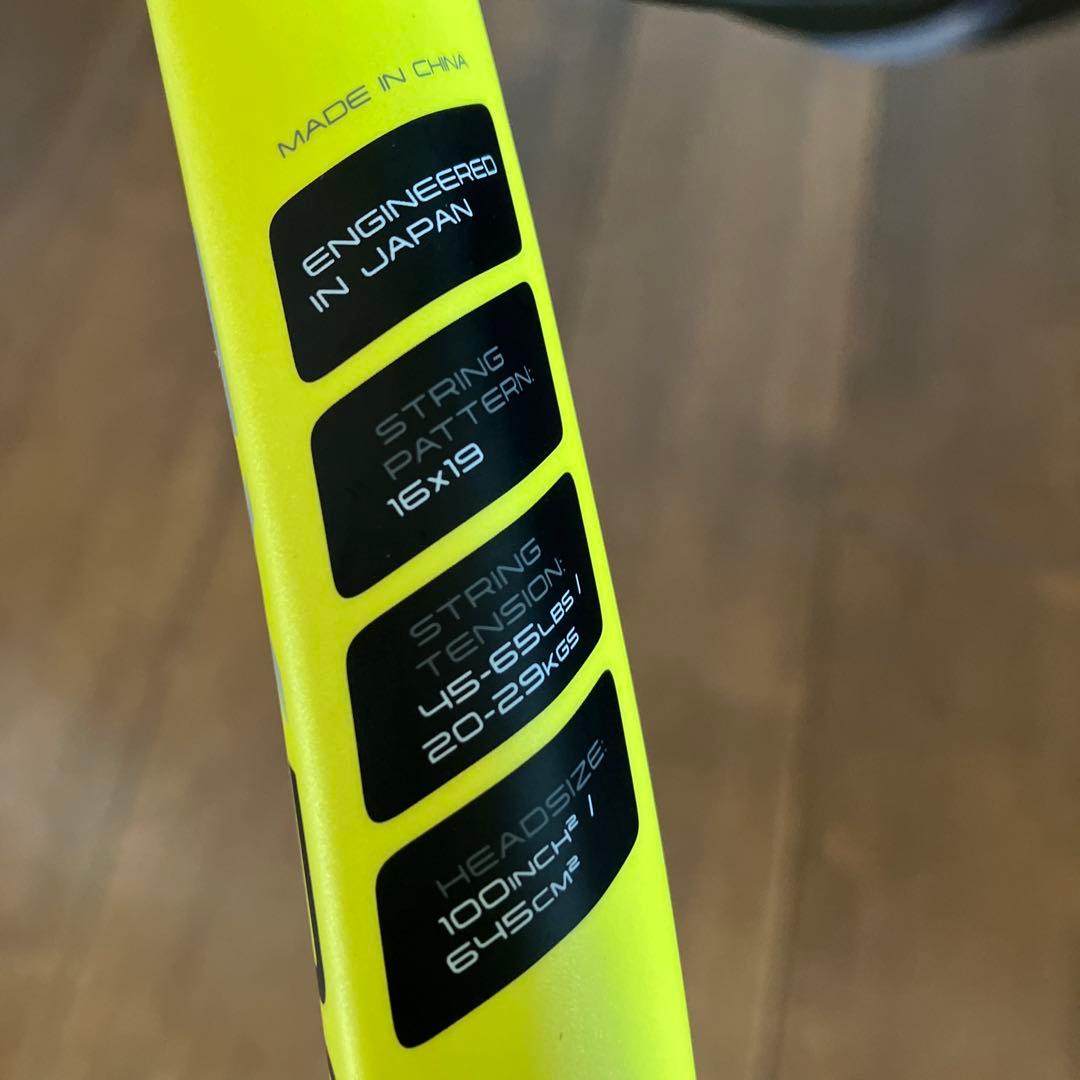 MADE IN CHINA
ENGINEERED
IN JAPAN
STRING
PATTERN:
16x19
STRING
TENSION:
45-65LBS /
20-29KGS
HEADSIZE:
100INCH² /
645CM²